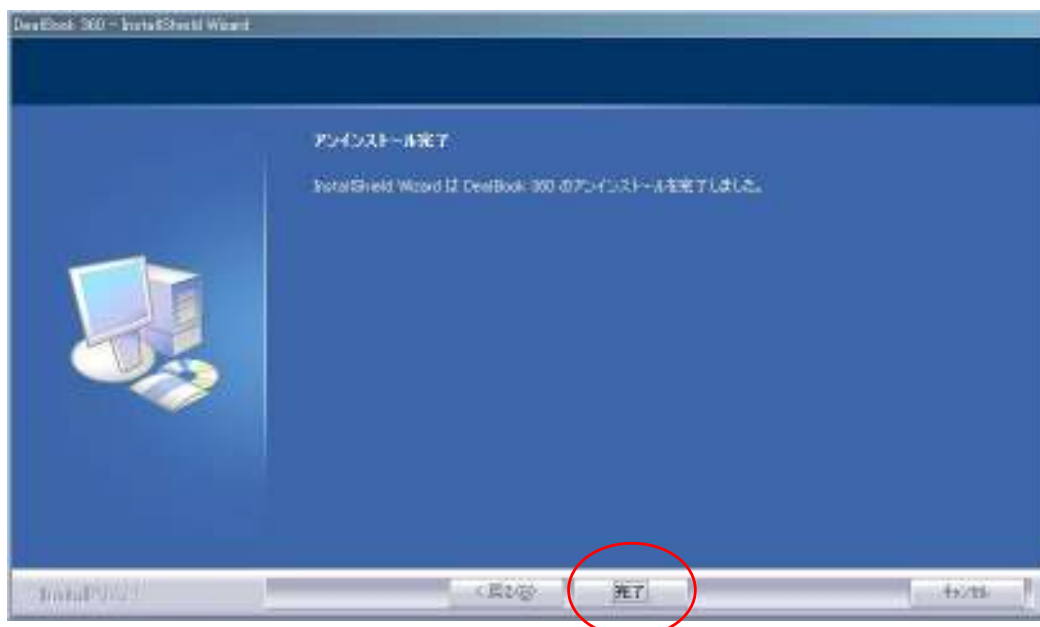 DealBook 360 - InstallShield Wizard
アンインストール完了
InstallShield Wizard は DealBook 360 のアンインストールを完了しました。
< 戻る(B)
完了
キャンセル